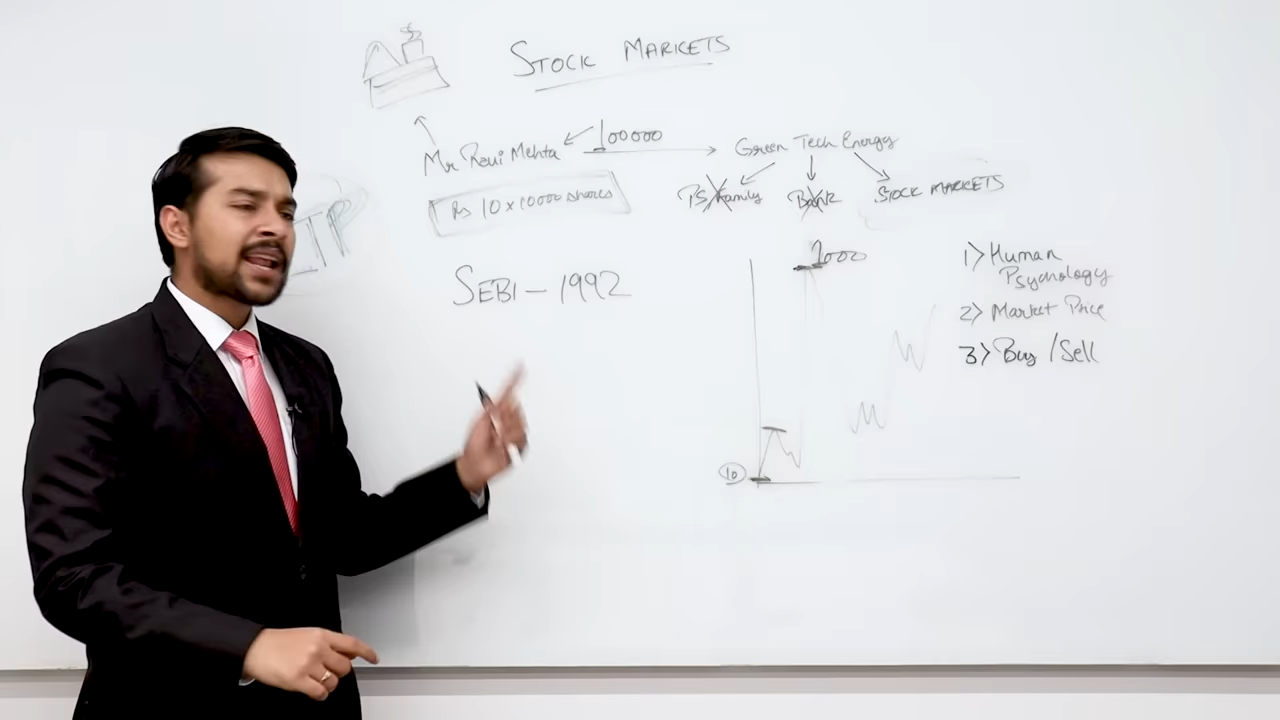 STOCK MARKETS
100000
Mr Ravi Mehta
Green Tech Energy
Rs 10 x 10000 shares
PS/Family
Bank
STOCK MARKETS
SEBI - 1992
1000
1> Human
Psychology
2> Market Price
3> Buy / Sell
10